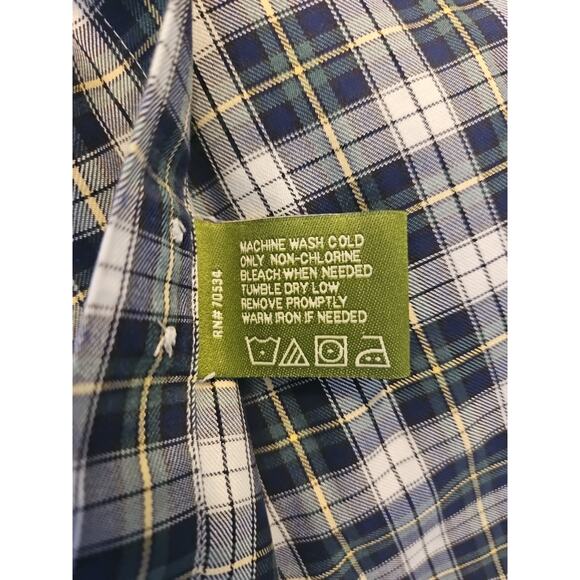 MACHINE WASH COLD
ONLY NON-CHLORINE
BLEACH WHEN NEEDED
TUMBLE DRY LOW
REMOVE PROMPTLY
WARM IRON IF NEEDED
RN# 70534